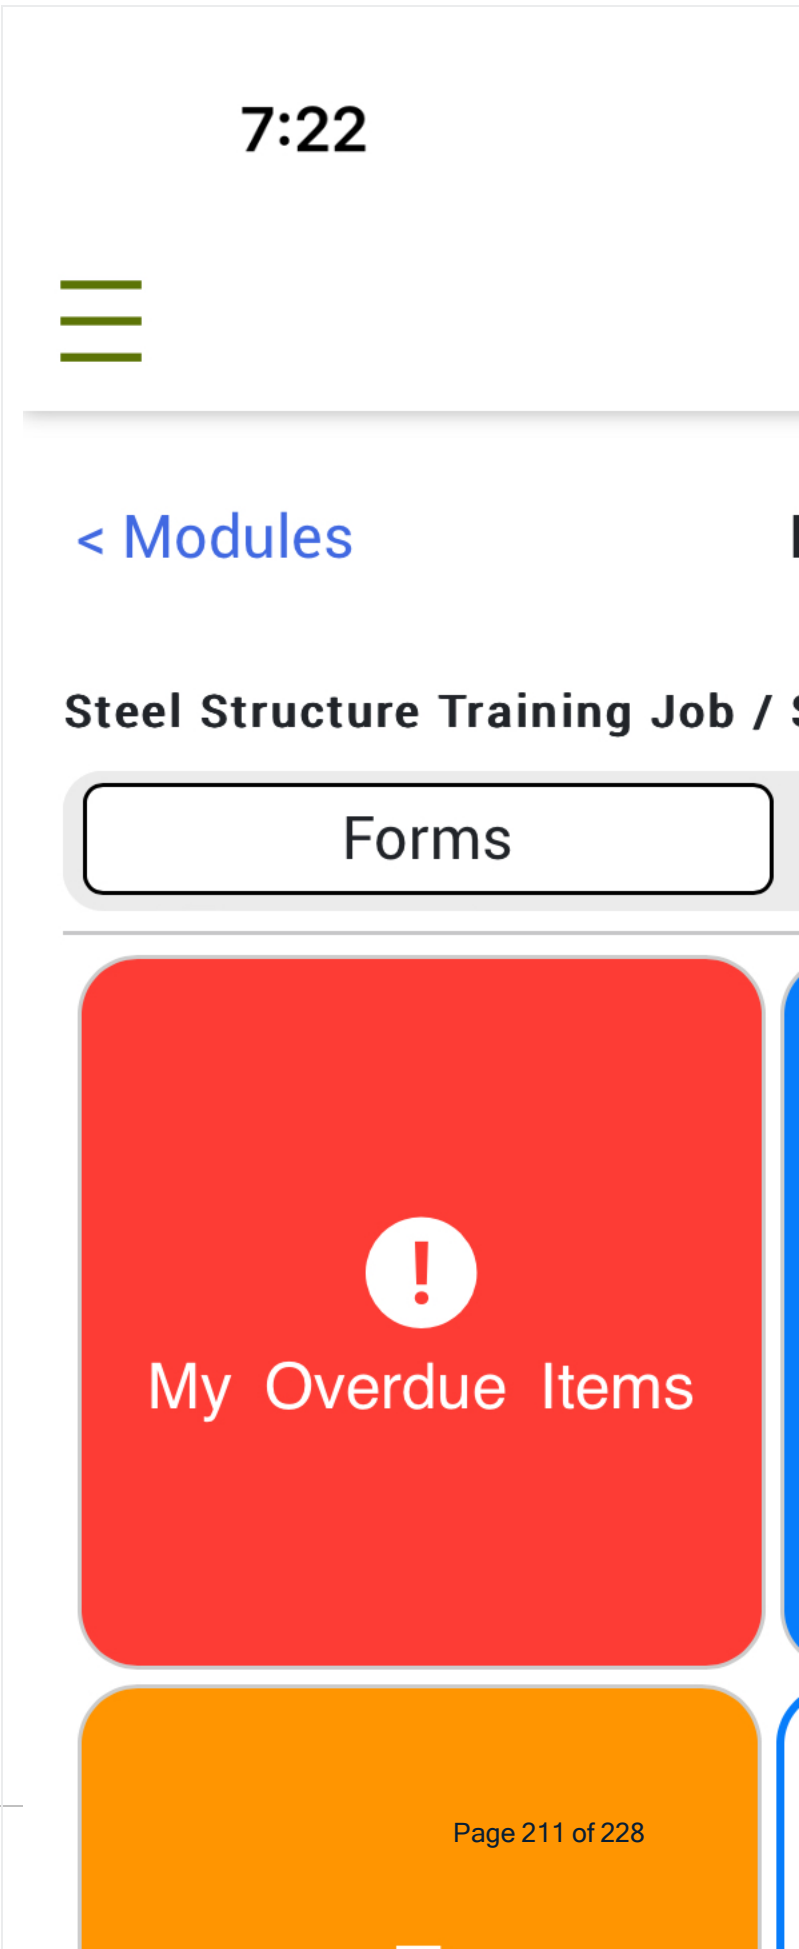 7:22
< Modules
Steel Structure Training Job /
Forms
!
My Overdue Items
Page 211 of 228